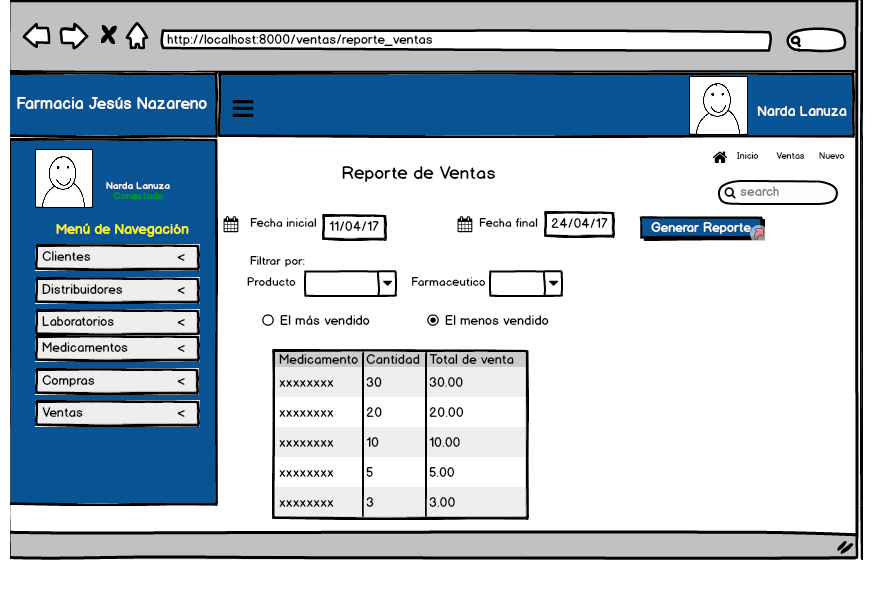 http://localhost:8000/ventas/reporte_ventas
Farmacia Jesús Nazareno
Narda Lanuza
Inicio Ventas Nuevo
Narda Lanuza
Conectado
Reporte de Ventas
search
Menú de Navegación
Fecha inicial 11/04/17 Fecha final 24/04/17 Generar Reporte
Clientes <
Filtrar por:
Distribuidores <
Producto Farmaceutico
Laboratorios <
El más vendido El menos vendido
Medicamentos <
Medicamento Cantidad Total de venta
Compras <
xxxxxxxx 30 30.00
Ventas <
xxxxxxxx 20 20.00
xxxxxxxx 10 10.00
xxxxxxxx 5 5.00
xxxxxxxx 3 3.00